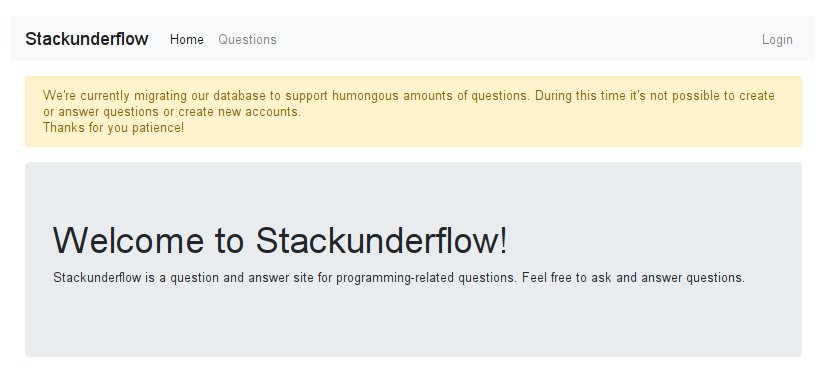 Stackunderflow Home Questions Login
We're currently migrating our database to support humongous amounts of questions. During this time it's not possible to create
or answer questions or create new accounts.
Thanks for you patience!
Welcome to Stackunderflow!
Stackunderflow is a question and answer site for programming-related questions. Feel free to ask and answer questions.